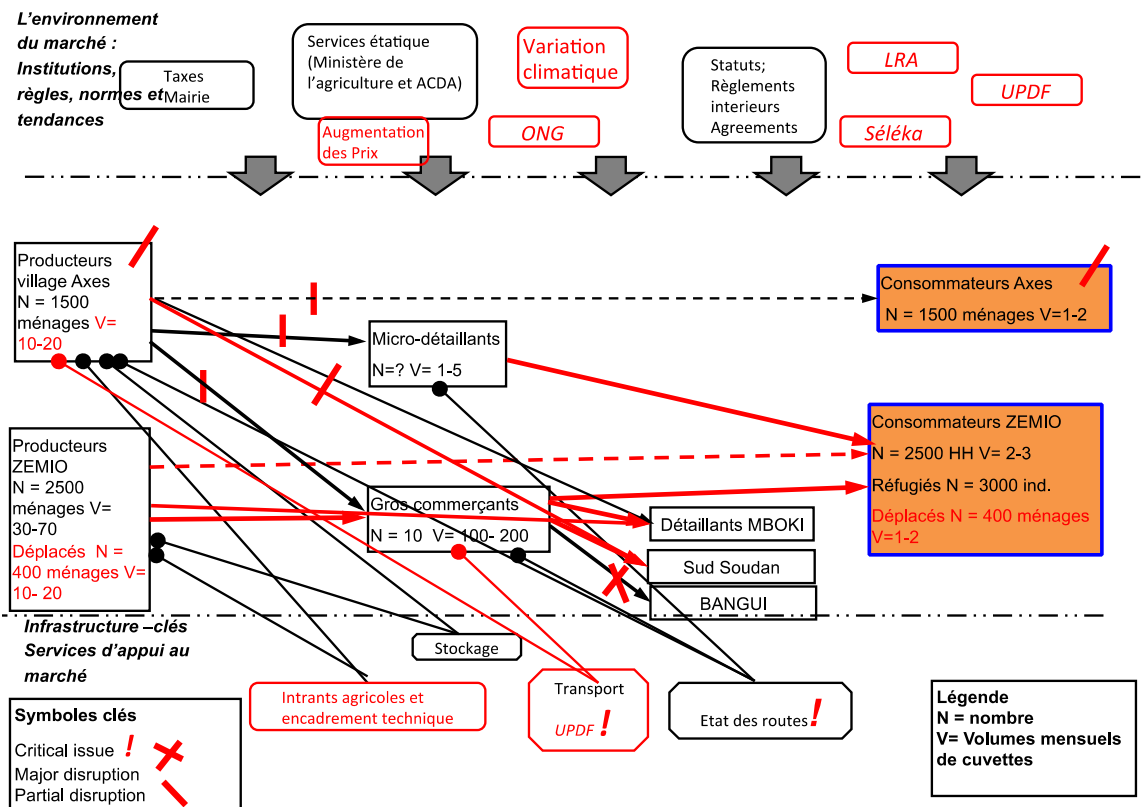 L’environnement
du marché :
Institutions,
règles, normes et
tendances
Taxes
Mairie
Services étatique
(Ministère de
l’agriculture et ACDA)
Augmentation
des Prix
Variation
climatique
ONG
Statuts;
Règlements
interieurs
Agreements
LRA
UPDF
Séléka
Producteurs
village Axes
N = 1500
ménages V=
10-20
Micro-détaillants
N=? V= 1-5
Consommateurs Axes
N = 1500 ménages V=1-2
Producteurs
ZEMIO
N = 2500
ménages V=
30-70
Déplacés N =
400 ménages V=
10- 20
Gros commerçants
N = 10 V= 100- 200
Détaillants MBOKI
Sud Soudan
BANGUI
Consommateurs ZEMIO
N = 2500 HH V= 2-3
Réfugiés N = 3000 ind.
Déplacés N = 400 ménages
V=1-2
Infrastructure –clés
Services d’appui au
marché
Stockage
Intrants agricoles et
encadrement technique
Transport
UPDF !
Etat des routes !
Symboles clés
Critical issue !
Major disruption
Partial disruption
Légende
N = nombre
V= Volumes mensuels
de cuvettes